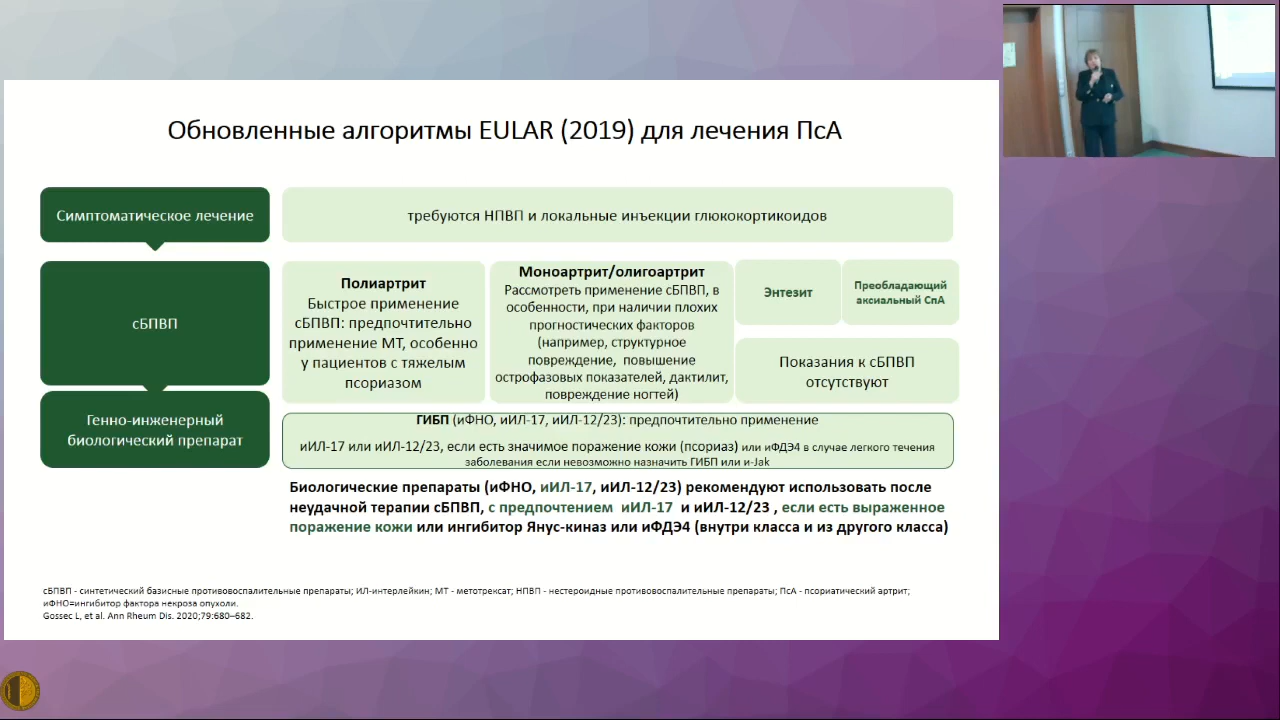 Обновленные алгоритмы EULAR (2019) для лечения ПсА
Симптоматическое лечение
требуются НПВП и локальные инъекции глюкокортикоидов
сБПВП
Полиартрит
Быстрое применение
сБПВП: предпочтительно
применение МТ, особенно
у пациентов с тяжелым
псориазом
Моноартрит/олигоартрит
Рассмотреть применение сБПВП, в
особенности, при наличии плохих
прогностических факторов
(например, структурное
повреждение, повышение
острофазовых показателей, дактилит,
повреждение ногтей)
Энтезит
Преобладающий
аксиальный СпА
Показания к сБПВП
отсутствуют
Генно-инженерный
биологический препарат
ГИБП (иФНО, иИЛ-17, иИЛ-12/23): предпочтительно применение
иИЛ-17 или иИЛ-12/23, если есть значимое поражение кожи (псориаз) или иФДЭ4 в случае легкого течения
заболевания если невозможно назначить ГИБП или и-Jak
Биологические препараты (иФНО, иИЛ-17, иИЛ-12/23) рекомендуют использовать после
неудачной терапии сБПВП, с предпочтением иИЛ-17 и иИЛ-12/23 , если есть выраженное
поражение кожи или ингибитор Янус-киназ или иФДЭ4 (внутри класса и из другого класса)
сБПВП - синтетический базисные противовоспалительные препараты; ИЛ-интерлейкин; МТ - метотрексат; НПВП - нестероидные противовоспалительные препараты; ПсА - псориатический артрит;
иФНО=ингибитор фактора некроза опухоли.
Gossec L, et al. Ann Rheum Dis. 2020;79:680–682.